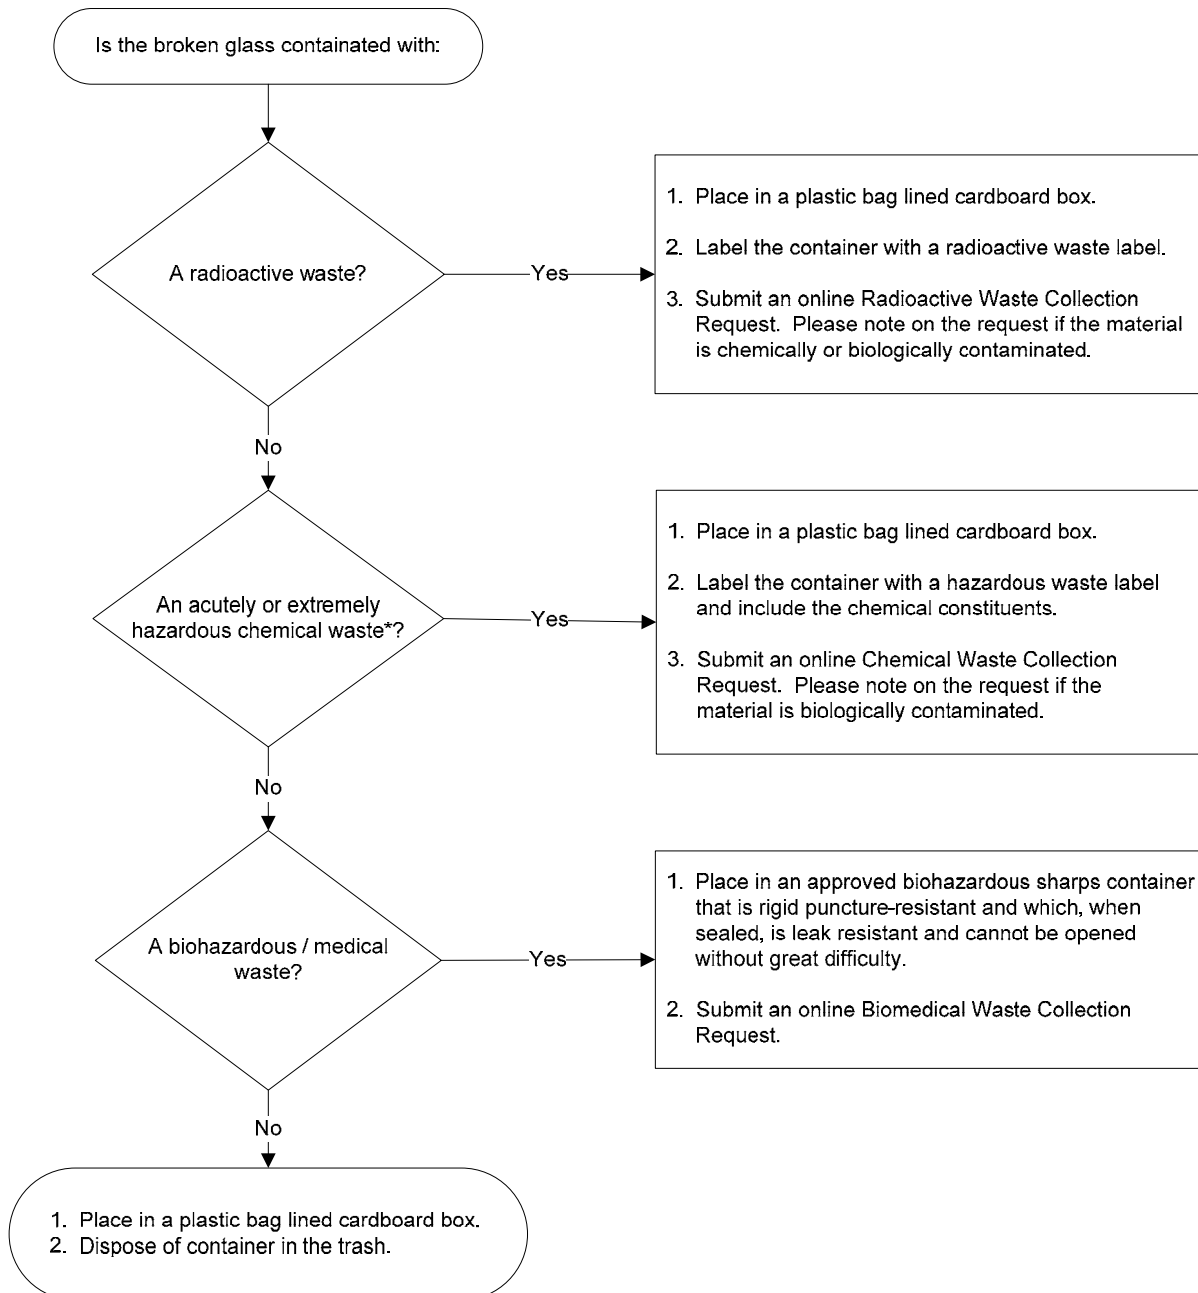 Is the broken glass containated with:
A radioactive waste?
Yes
1. Place in a plastic bag lined cardboard box.
2. Label the container with a radioactive waste label.
3. Submit an online Radioactive Waste Collection
Request. Please note on the request if the material
is chemically or biologically contaminated.
No
An acutely or extremely
hazardous chemical waste*?
Yes
1. Place in a plastic bag lined cardboard box.
2. Label the container with a hazardous waste label
and include the chemical constituents.
3. Submit an online Chemical Waste Collection
Request. Please note on the request if the
material is biologically contaminated.
No
A biohazardous / medical
waste?
Yes
1. Place in an approved biohazardous sharps container
that is rigid puncture-resistant and which, when
sealed, is leak resistant and cannot be opened
without great difficulty.
2. Submit an online Biomedical Waste Collection
Request.
No
1. Place in a plastic bag lined cardboard box.
2. Dispose of container in the trash.